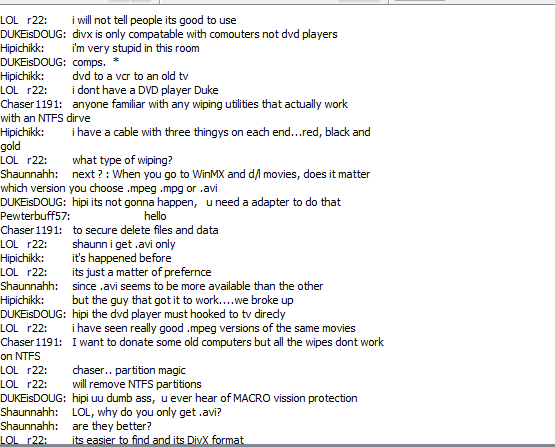 LOL r22: i will not tell people its good to use
DUKEisDOUG: divx is only compatable with comouters not dvd players
Hipichikk: i'm very stupid in this room
DUKEisDOUG: comps. *
Hipichikk: dvd to a vcr to an old tv
LOL r22: i dont have a DVD player Duke
Chaser1191: anyone familiar with any wiping utilities that actually work
with an NTFS dirve
Hipichikk: i have a cable with three thingys on each end...red, black and
gold
LOL r22: what type of wiping?
Shaunnahh: next ? : When you go to WinMX and d/l movies, does it matter
which version you choose .mpeg .mpg or .avi
DUKEisDOUG: hipi its not gonna happen, u need a adapter to do that
Pewterbuff57: hello
Chaser1191: to secure delete files and data
LOL r22: shaunn i get .avi only
Hipichikk: it's happened before
LOL r22: its just a matter of prefernce
Shaunnahh: since .avi seems to be more available than the other
Hipichikk: but the guy that got it to work....we broke up
DUKEisDOUG: hipi the dvd player must hooked to tv direcly
LOL r22: i have seen really good .mpeg versions of the same movies
Chaser1191: I want to donate some old computers but all the wipes dont work
on NTFS
LOL r22: chaser.. partition magic
LOL r22: will remove NTFS partitions
DUKEisDOUG: hipi uu dumb ass, u ever hear of MACRO vission protection
Shaunnahh: LOL, why do you only get .avi?
Shaunnahh: are they better?
LOL r22: its easier to find and its DivX format